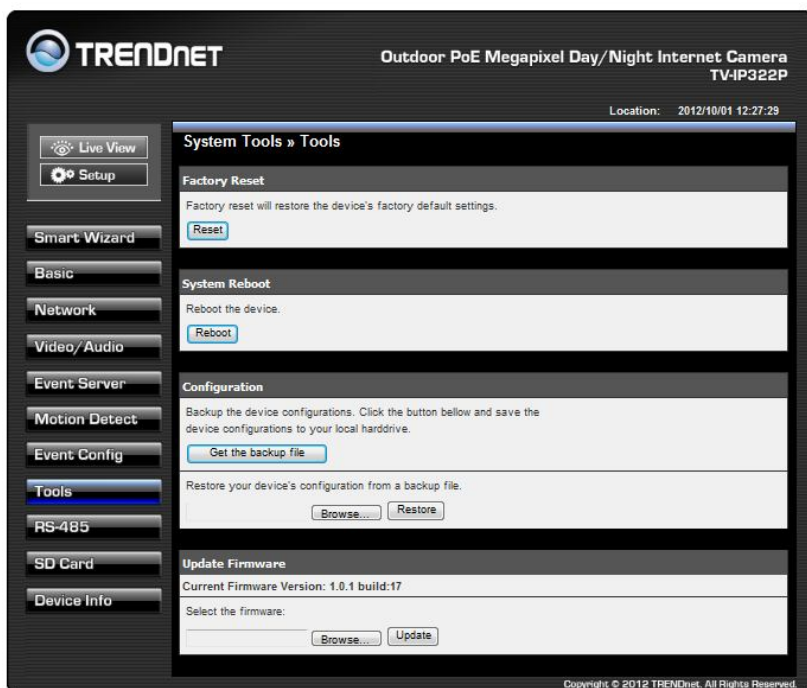 TRENDNET
Outdoor PoE Megapixel Day/Night Internet Camera
TV-IP322P
Location: 2012/10/01 12:27:29
Live View
Setup
Smart Wizard
Basic
Network
Video/Audio
Event Server
Motion Detect
Event Config
Tools
RS-485
SD Card
Device Info
System Tools » Tools
Factory Reset
Factory reset will restore the device's factory default settings.
Reset
System Reboot
Reboot the device.
Reboot
Configuration
Backup the device configurations. Click the button bellow and save the
device configurations to your local harddrive.
Get the backup file
Restore your device's configuration from a backup file.
Browse... Restore
Update Firmware
Current Firmware Version: 1.0.1 build:17
Select the firmware:
Browse... Update
Copyright © 2012 TRENDnet. All Rights Reserved.